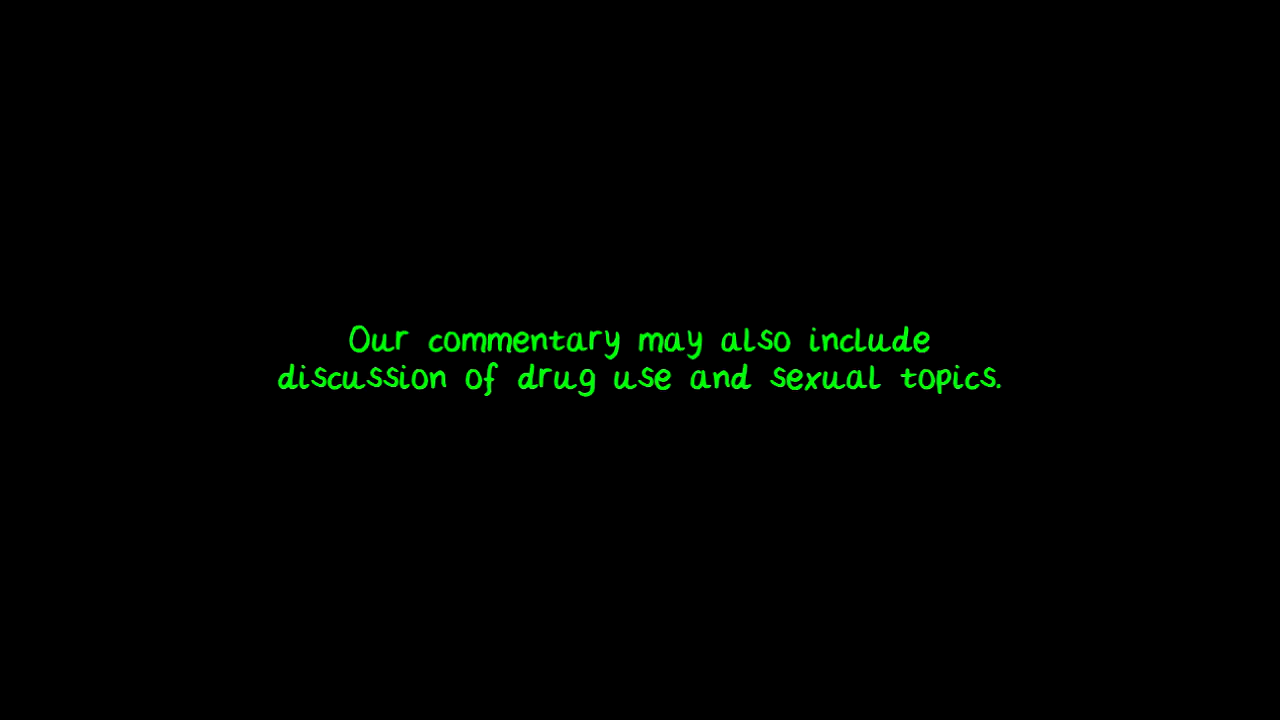 Our commentary may also include
discussion of drug use and sexual topics.